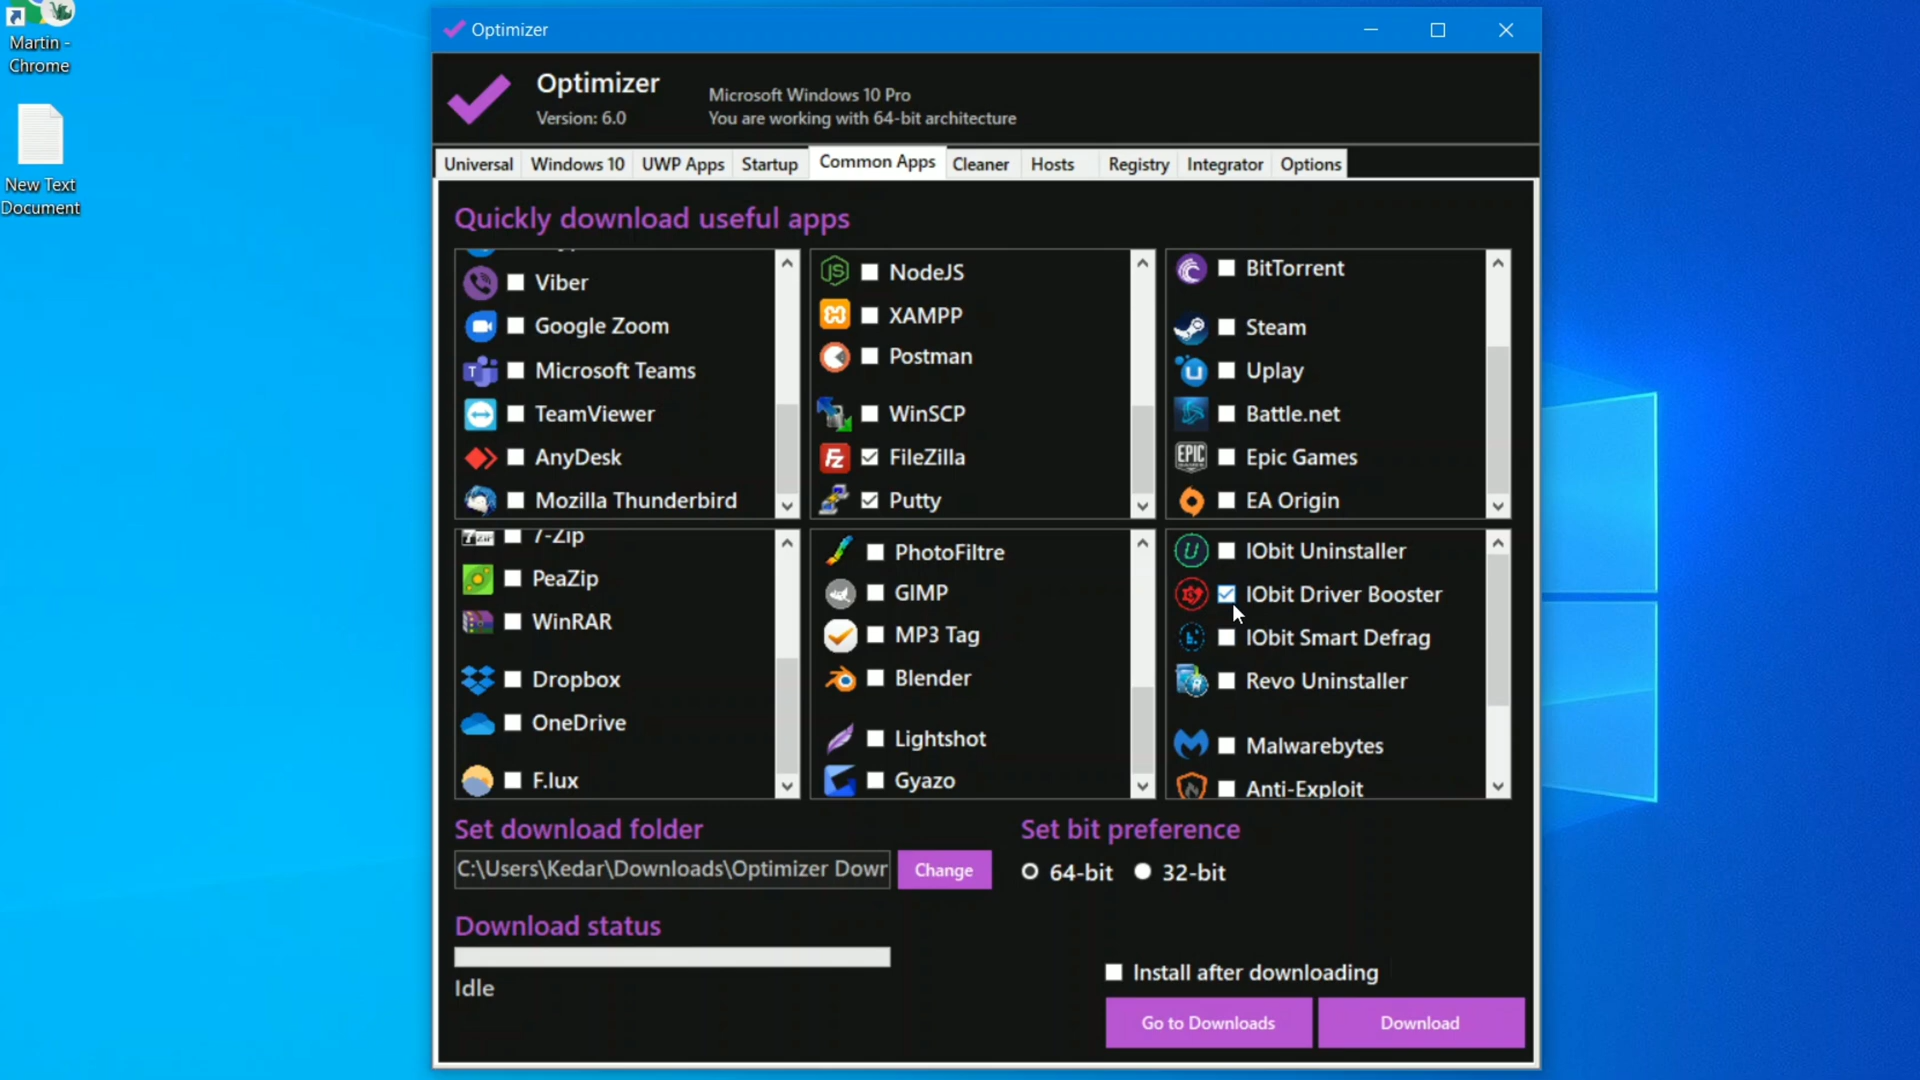 Martin -
Chrome
New Text
Document
Optimizer
Optimizer
Version: 6.0
Microsoft Windows 10 Pro
You are working with 64-bit architecture
Universal
Windows 10
UWP Apps
Startup
Common Apps
Cleaner
Hosts
Registry
Integrator
Options
Quickly download useful apps
Viber
Google Zoom
Microsoft Teams
TeamViewer
AnyDesk
Mozilla Thunderbird
NodeJS
XAMPP
Postman
WinSCP
FileZilla
Putty
BitTorrent
Steam
Uplay
Battle.net
EPIC
Epic Games
EA Origin
7-Zip
PeaZip
WinRAR
Dropbox
OneDrive
F.lux
PhotoFiltre
GIMP
MP3 Tag
Blender
Lightshot
Gyazo
IObit Uninstaller
IObit Driver Booster
IObit Smart Defrag
Revo Uninstaller
Malwarebytes
Anti-Exploit
Set download folder
C:\Users\Kedar\Downloads\Optimizer Dowr
Change
Set bit preference
64-bit
32-bit
Download status
Idle
Install after downloading
Go to Downloads
Download